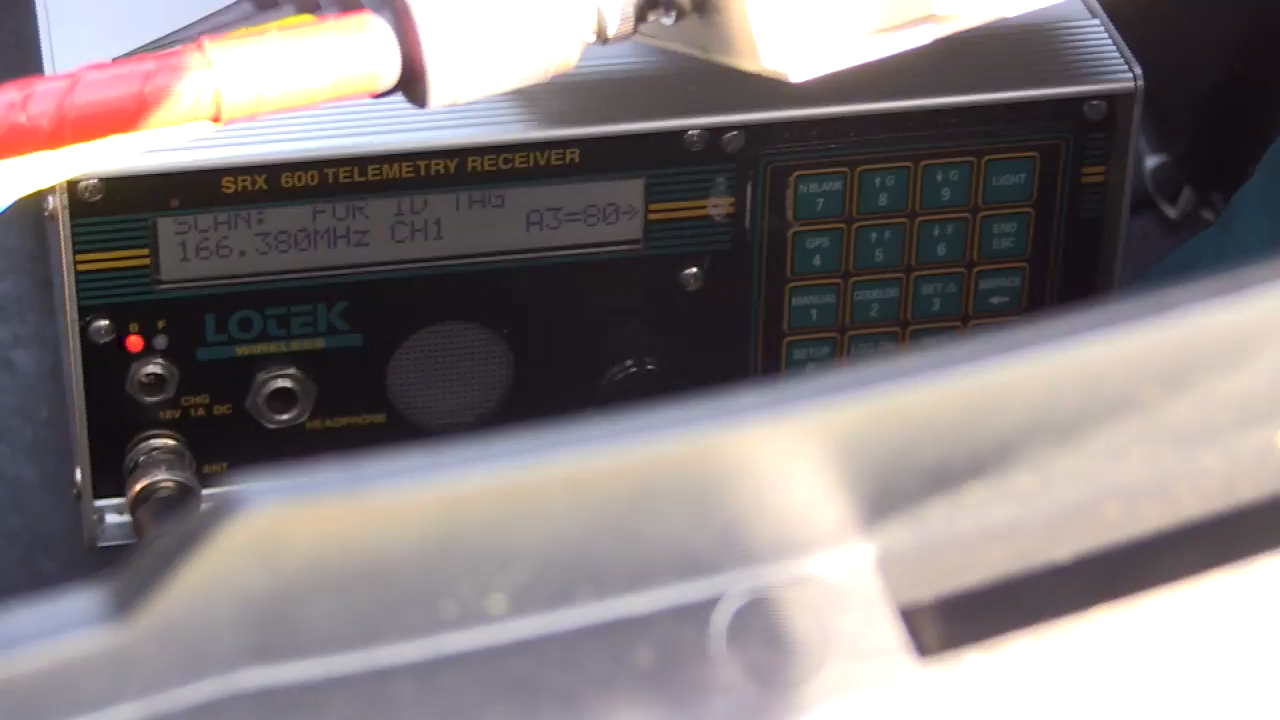 SRX 600 TELEMETRY RECEIVER
SCAN: FOR ID TAG
166.380MHz CH1 A3=80→
N BLANK 7
↑ G 8
↓ G 9
LIGHT
GPS 4
↑ F 5
↓ F 6
END ESC
MANUAL 1
CODELOG 2
SET △ 3
←
SETUP
LOTEK
WIRELESS
B F
CHG
18V 1A DC
HEADPHONE
ANT